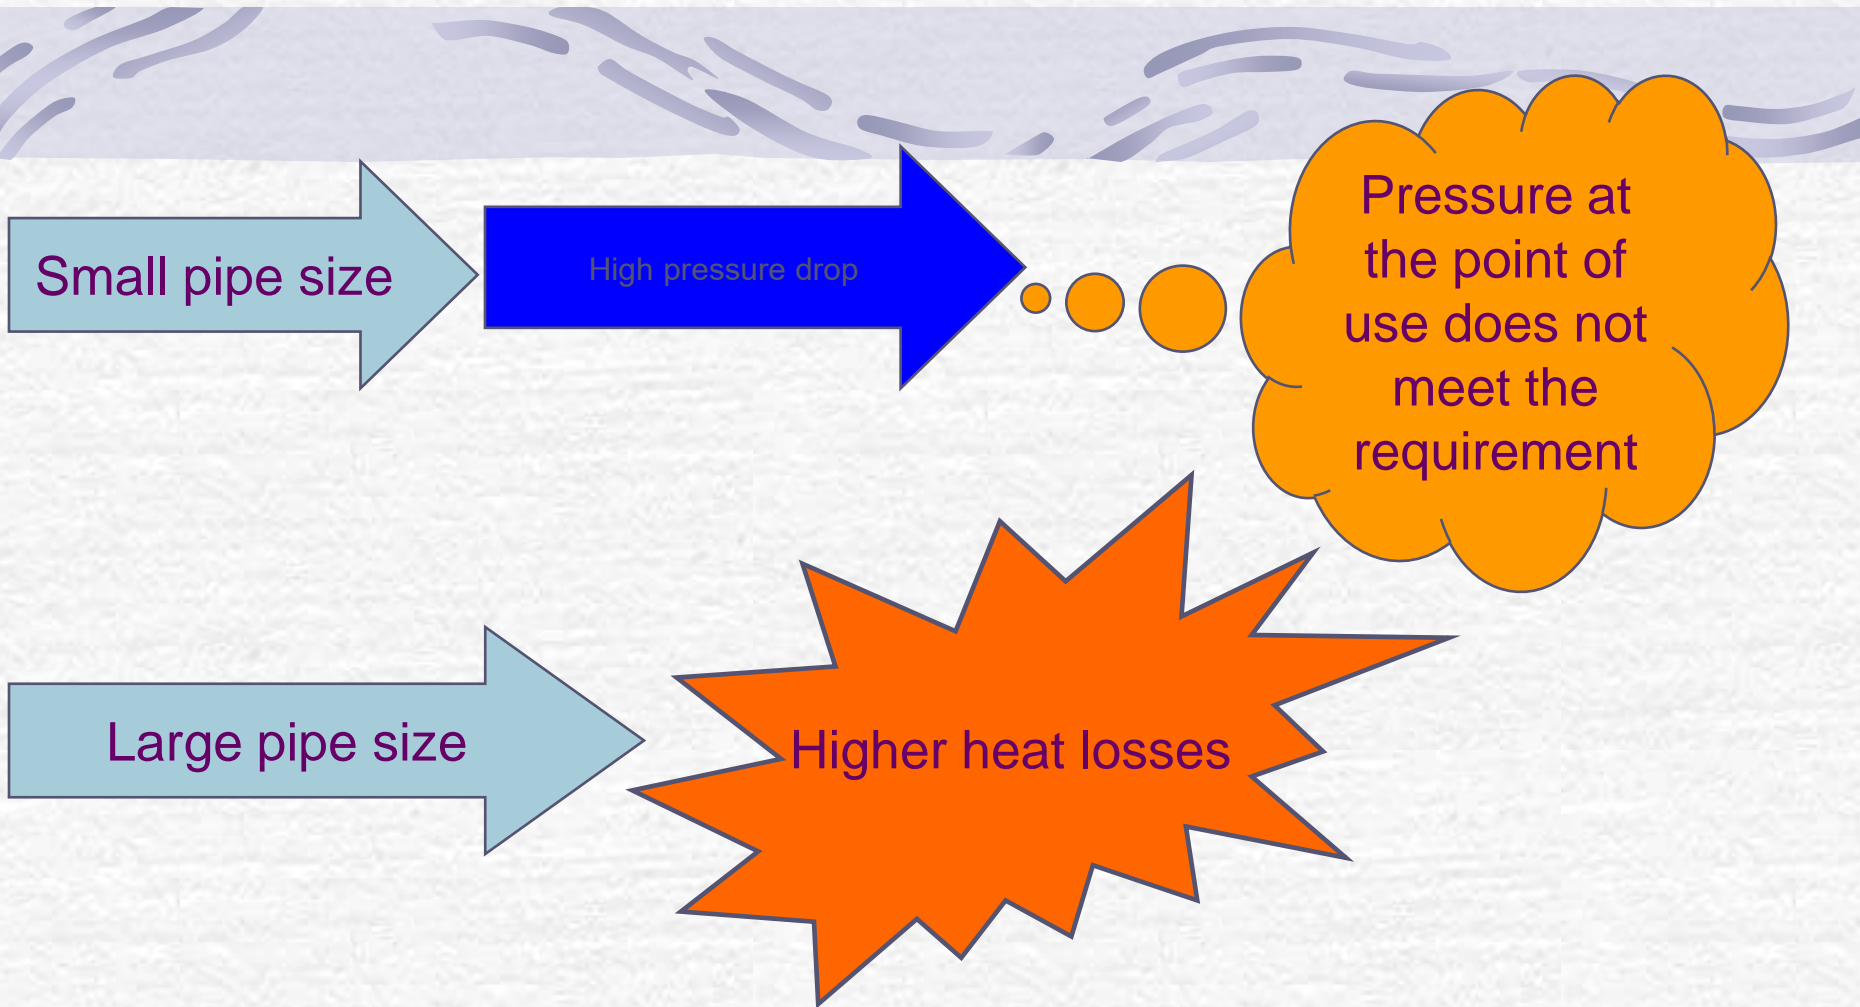 Small pipe size
High pressure drop
Pressure at
the point of
use does not
meet the
requirement
Large pipe size
Higher heat losses